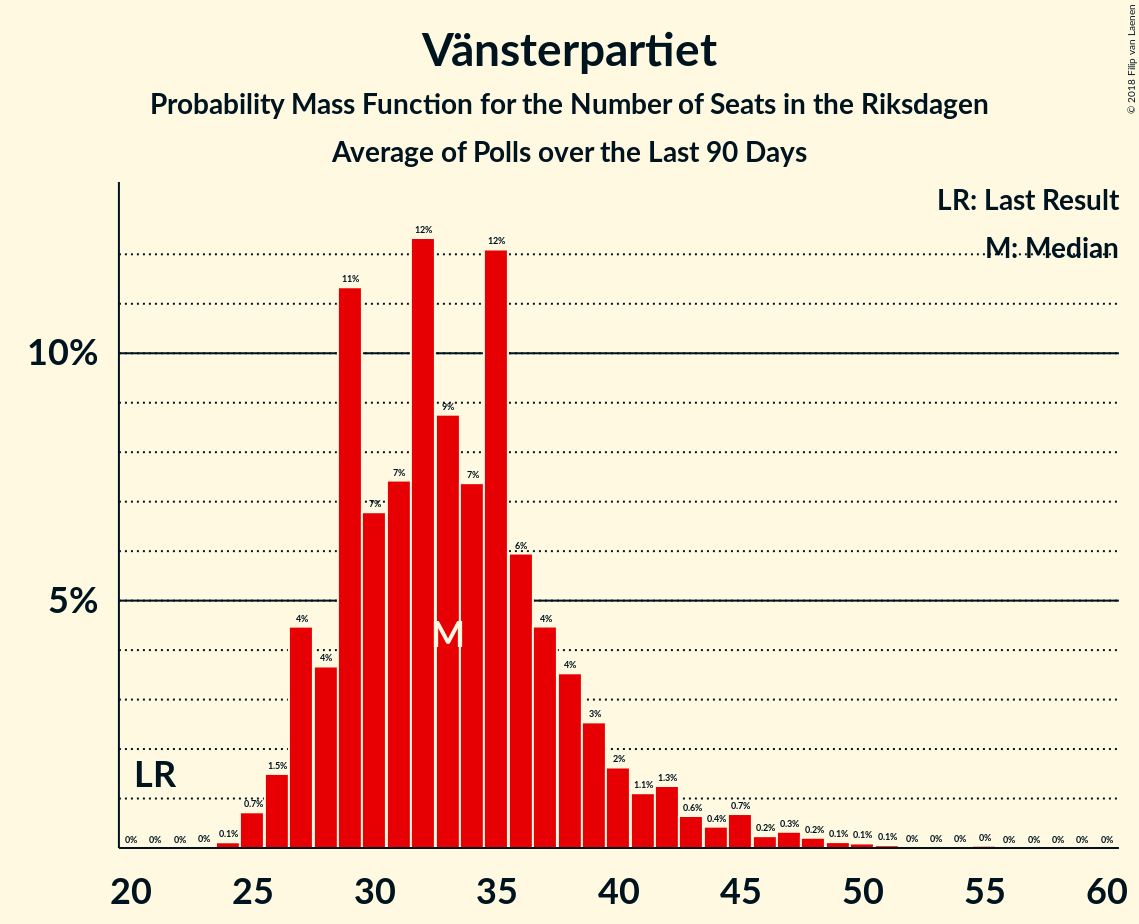 Vänsterpartiet
Probability Mass Function for the Number of Seats in the Riksdagen
Average of Polls over the Last 90 Days
© 2018 Filip van Laenen
LR: Last Result
M: Median
10%
5%
LR
M
0% 0% 0% 0% 0.1% 0.7% 1.5% 4% 4% 11% 7% 7% 12% 9% 7% 12% 6% 4% 4% 3% 2% 1.1% 1.3% 0.6% 0.4% 0.7% 0.2% 0.3% 0.2% 0.1% 0.1% 0.1% 0% 0% 0% 0% 0% 0% 0% 0% 0%
20 25 30 35 40 45 50 55 60